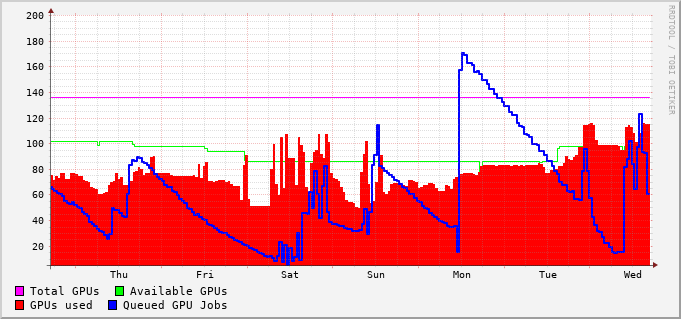 RRDTOOL / TOBI OETIKER
200
180
160
140
120
100
80
60
40
20
Thu Fri Sat Sun Mon Tue Wed
Total GPUs Available GPUs
GPUs used Queued GPU Jobs